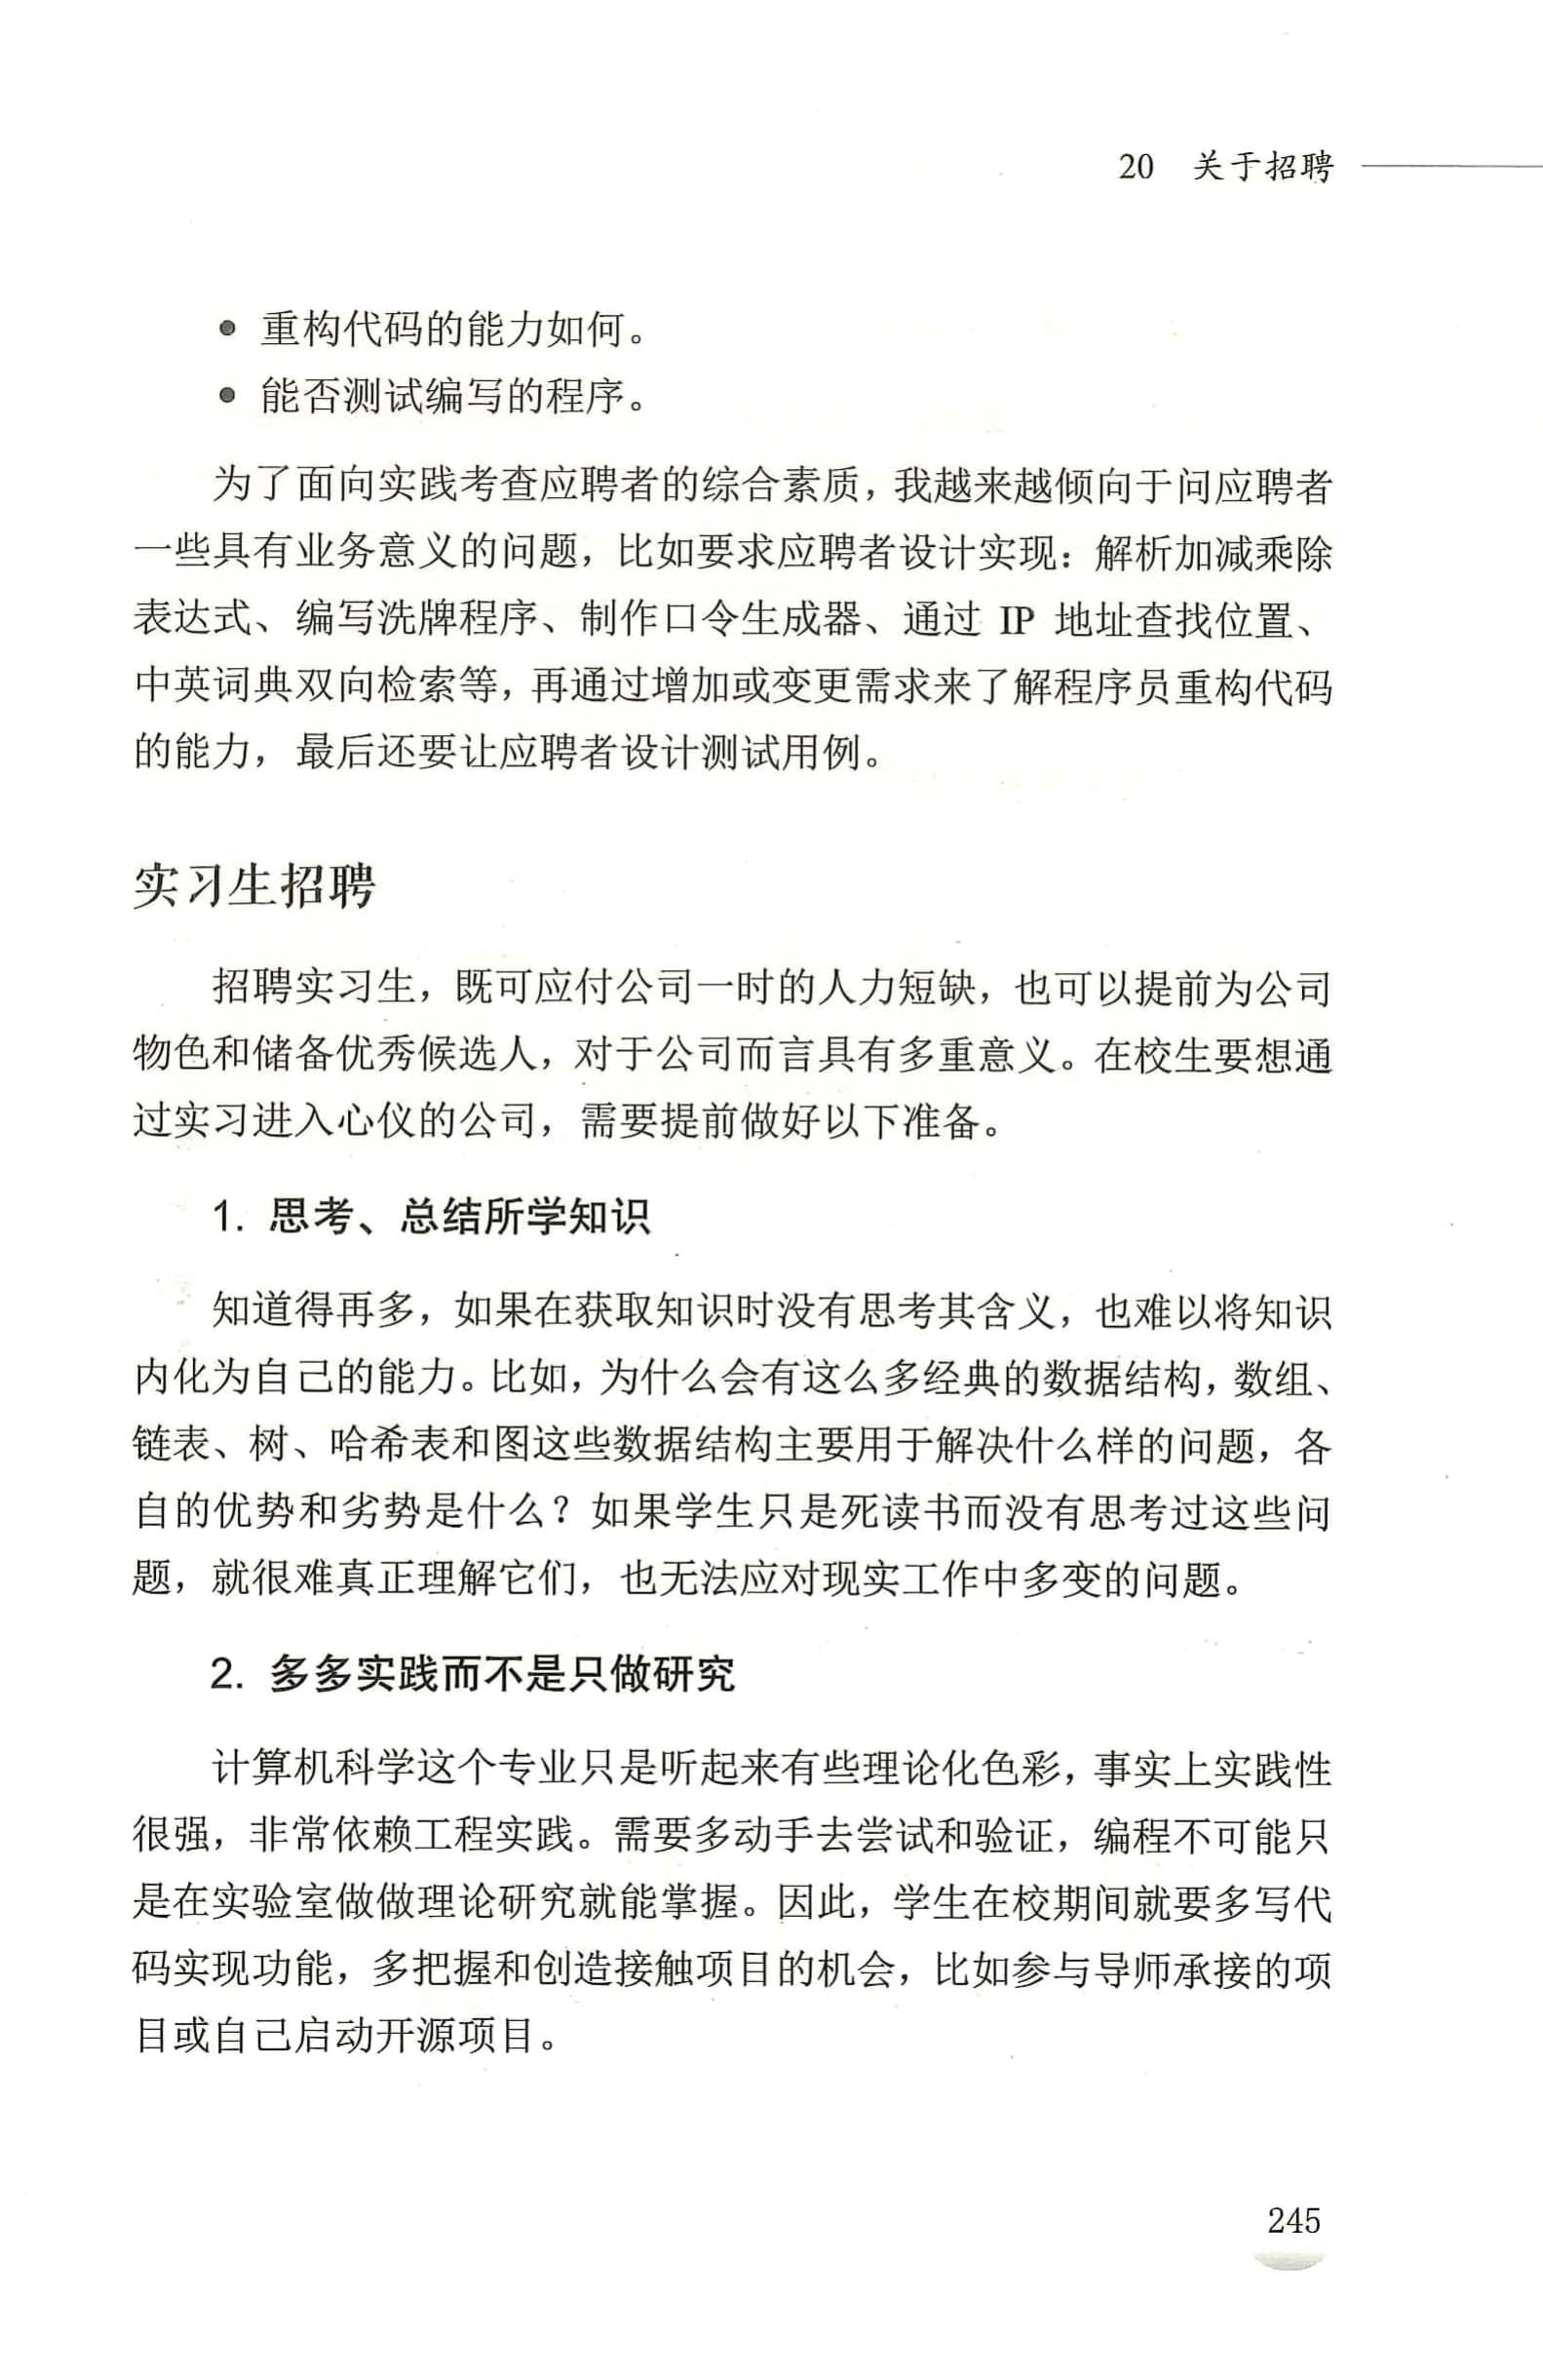 20 关于招聘
● 重构代码的能力如何。
● 能否测试编写的程序。
为了面向实践考查应聘者的综合素质，我越来越倾向于问应聘者
一些具有业务意义的问题，比如要求应聘者设计实现：解析加减乘除
表达式、编写洗牌程序、制作口令生成器、通过 IP 地址查找位置、
中英词典双向检索等，再通过增加或变更需求来了解程序员重构代码
的能力，最后还要让应聘者设计测试用例。
实习生招聘
招聘实习生，既可应付公司一时的人力短缺，也可以提前为公司
物色和储备优秀候选人，对于公司而言具有多重意义。在校生要想通
过实习进入心仪的公司，需要提前做好以下准备。
1. 思考、总结所学知识
知道得再多，如果在获取知识时没有思考其含义，也难以将知识
内化为自己的能力。比如，为什么会有这么多经典的数据结构，数组、
链表、树、哈希表和图这些数据结构主要用于解决什么样的问题，各
自的优势和劣势是什么？如果学生只是死读书而没有思考过这些问
题，就很难真正理解它们，也无法应对现实工作中多变的问题。
2. 多多实践而不是只做研究
计算机科学这个专业只是听起来有些理论化色彩，事实上实践性
很强，非常依赖工程实践。需要多动手去尝试和验证，编程不可能只
是在实验室做做理论研究就能掌握。因此，学生在校期间就要多写代
码实现功能，多把握和创造接触项目的机会，比如参与导师承接的项
目或自己启动开源项目。
245